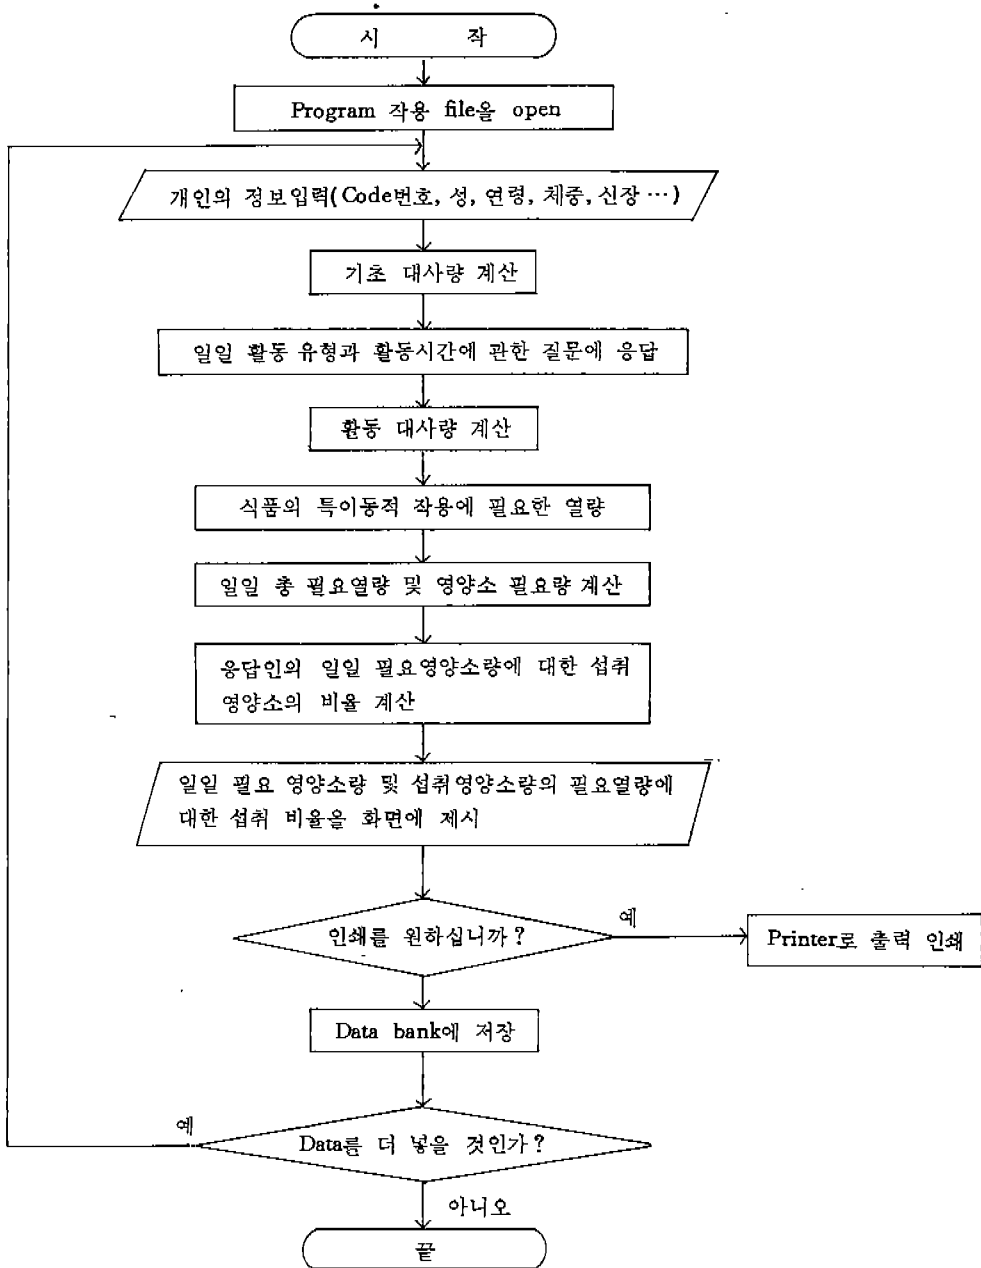 시 작
Program 작용 file을 open
개인의 정보입력(Code번호, 성, 연령, 체중, 신장 …)
기초 대사량 계산
일일 활동 유형과 활동시간에 관한 질문에 응답
활동 대사량 계산
식품의 특이동적 작용에 필요한 열량
일일 총 필요열량 및 영양소 필요량 계산
응답인의 일일 필요영양소량에 대한 섭취
영양소의 비율 계산
일일 필요 영양소량 및 섭취영양소량의 필요열량에
대한 섭취 비율을 화면에 제시
인쇄를 원하십니까?
예
Printer로 출력 인쇄
Data bank에 저장
예
Data를 더 넣을 것인가?
아니오
끝